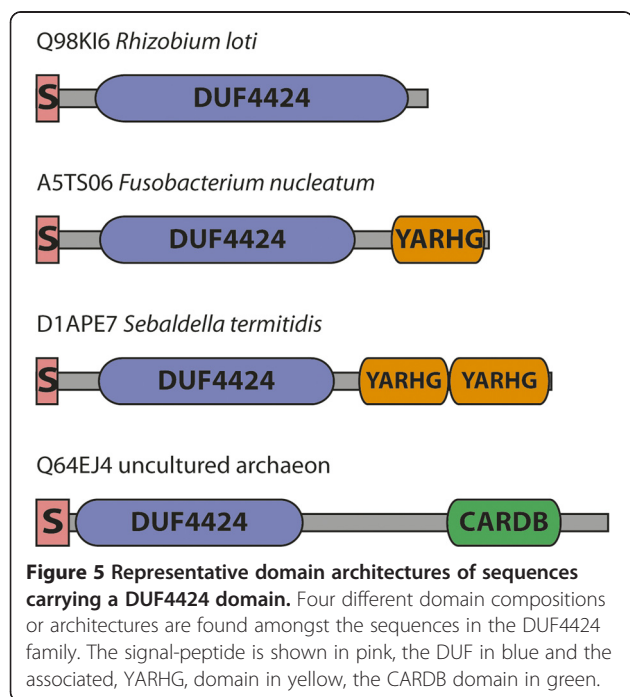 Q98KI6 Rhizobium loti
S DUF4424
A5TS06 Fusobacterium nucleatum
S DUF4424 YARHG
D1APE7 Sebaldella termitidis
S DUF4424 YARHG YARHG
Q64EJ4 uncultured archaeon
S DUF4424 CARDB
Figure 5 Representative domain architectures of sequences
carrying a DUF4424 domain. Four different domain compositions
or architectures are found amongst the sequences in the DUF4424
family. The signal-peptide is shown in pink, the DUF in blue and the
associated, YARHG, domain in yellow, the CARDB domain in green.